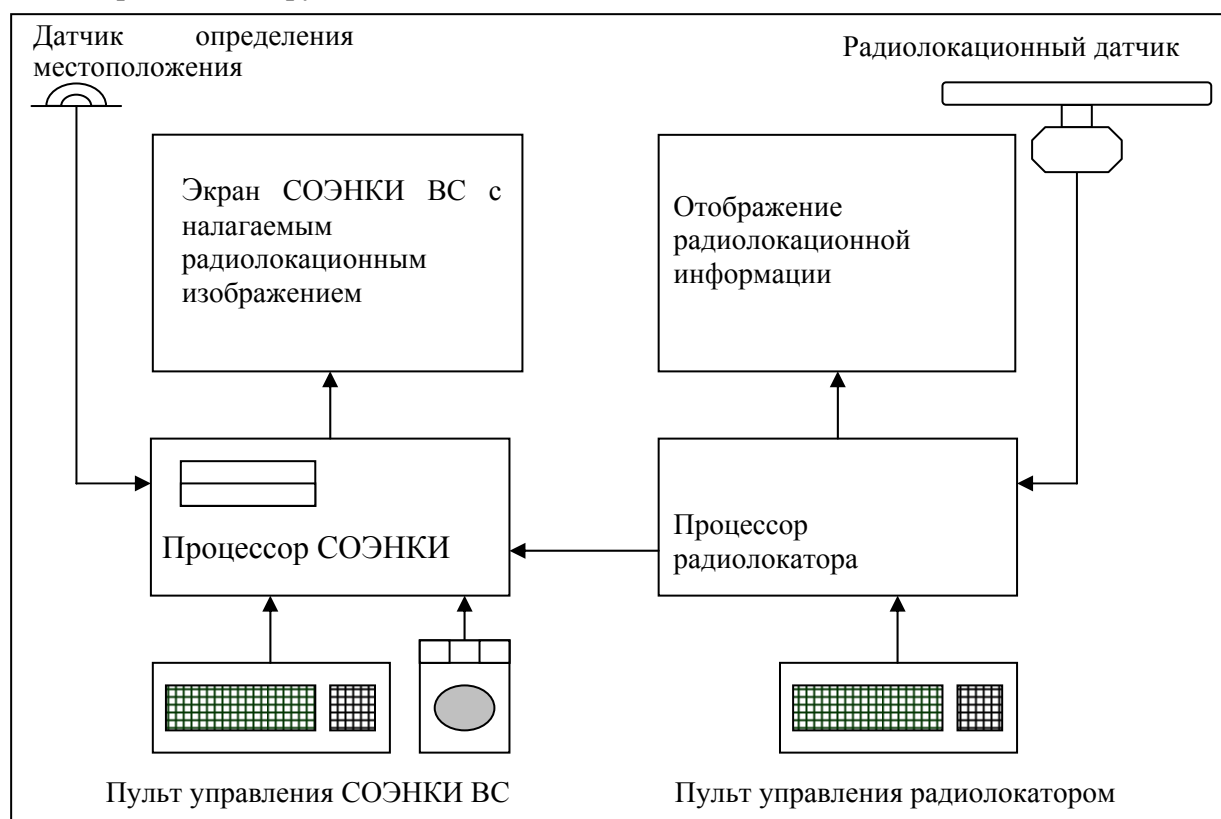 Датчик определения
местоположения
Радиолокационный датчик
Экран СОЭНКИ ВС с
налагаемым
радиолокационным
изображением
Отображение
радиолокационной
информации
Процессор СОЭНКИ
Процессор
радиолокатора
Пульт управления СОЭНКИ ВС
Пульт управления радиолокатором